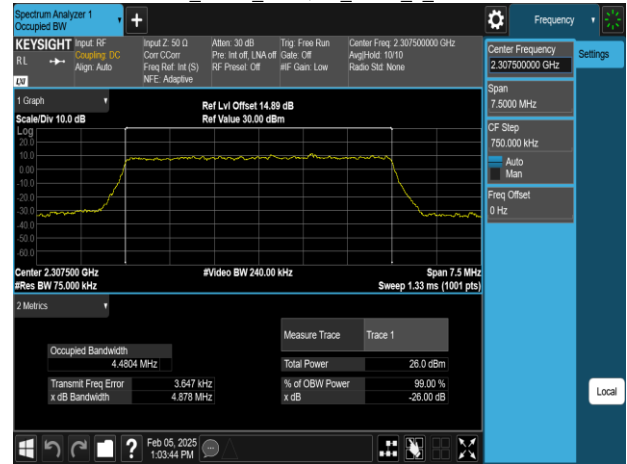 Spectrum Analyzer 1
Occupied BW
Frequency
KEYSIGHT
RL
LXI
Input: RF
Coupling: DC
Align: Auto
Input Z: 50 Ω
Corr CCorr
Freq Ref: Int (S)
NFE: Adaptive
Atten: 30 dB
Pre: Int off, LNA off
RF Presel: Off
Trig: Free Run
Gate: Off
#IF Gain: Low
Center Freq: 2.307500000 GHz
Avg|Hold: 10/10
Radio Std: None
Center Frequency
2.307500000 GHz
Settings
Span
7.5000 MHz
CF Step
750.000 kHz
Auto
Man
Freq Offset
0 Hz
Local
1 Graph
Scale/Div 10.0 dB
Ref Lvl Offset 14.89 dB
Ref Value 30.00 dBm
Log
20.0
10.0
0.00
-10.0
-20.0
-30.0
-40.0
-50.0
-60.0
Center 2.307500 GHz
#Res BW 75.000 kHz
#Video BW 240.00 kHz
Span 7.5 MHz
Sweep 1.33 ms (1001 pts)
2 Metrics
Measure Trace Trace 1
Occupied Bandwidth
4.4804 MHz
Total Power 26.0 dBm
Transmit Freq Error 3.647 kHz
% of OBW Power 99.00 %
x dB Bandwidth 4.878 MHz
x dB -26.00 dB
Feb 05, 2025
1:03:44 PM